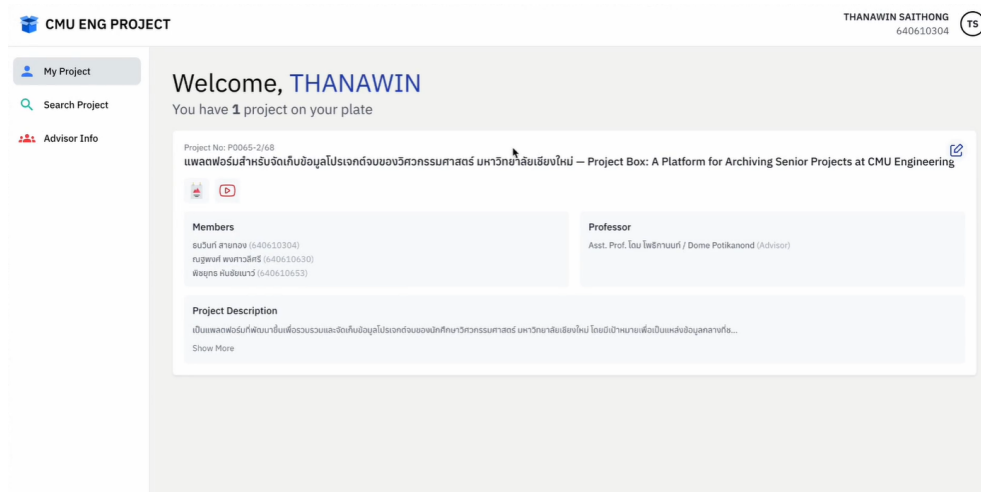 CMU ENG PROJECT
THANAWIN SAITHONG
640610304
TS
My Project
Search Project
Advisor Info
Welcome, THANAWIN
You have 1 project on your plate
Project No: P0065-2/68
แพลตฟอร์มสำหรับจัดเก็บข้อมูลโปรเจกต์จบของวิศวกรรมศาสตร์ มหาวิทยาลัยเชียงใหม่ — Project Box: A Platform for Archiving Senior Projects at CMU Engineering
Members
ธนวินท์ สายทอง (640610304)
ณฐพงศ์ พงศาวลีศรี (640610630)
พิชยุทธ หันชัยเนาว์ (640610653)
Professor
Asst. Prof. โดม โพธิกานนท์ / Dome Potikanond (Advisor)
Project Description
เป็นแพลตฟอร์มที่พัฒนาขึ้นเพื่อรวบรวมและจัดเก็บข้อมูลโปรเจกต์จบของนักศึกษาวิศวกรรมศาสตร์ มหาวิทยาลัยเชียงใหม่ โดยมีเป้าหมายเพื่อเป็นแหล่งข้อมูลกลางที่ช...
Show More